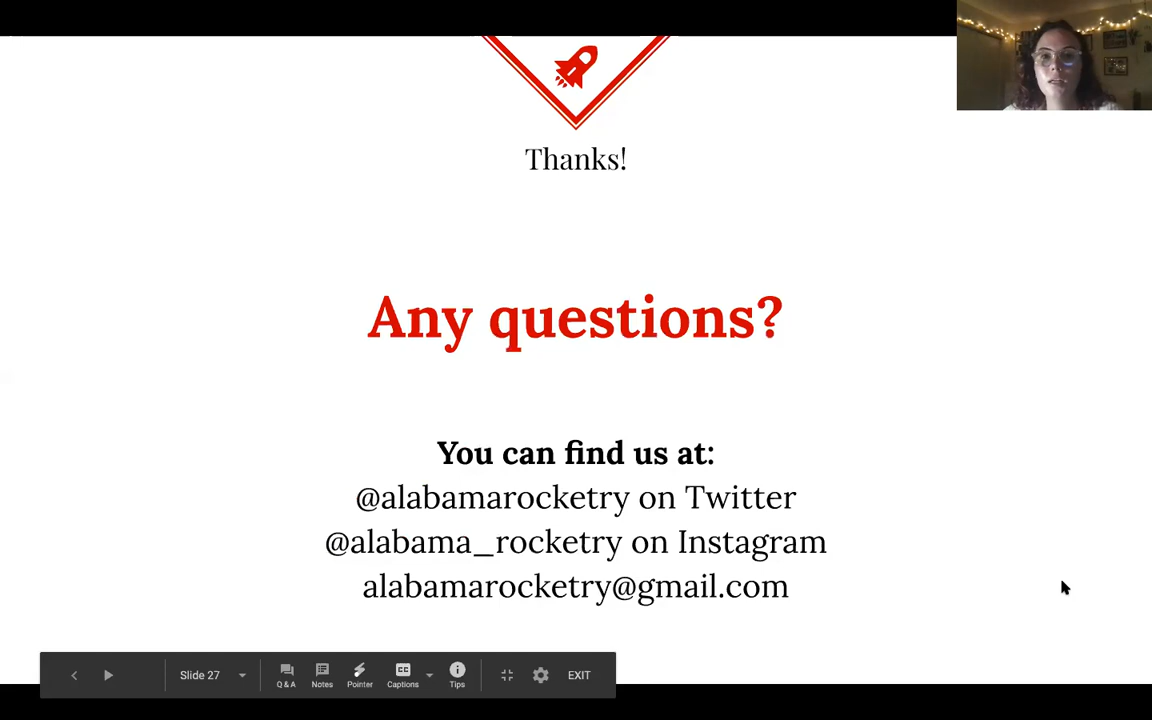 Thanks!
Any questions?
You can find us at:
@alabamarocketry on Twitter
@alabama_rocketry on Instagram
alabamarocketry@gmail.com
Slide 27
Q & A
Notes
Pointer
CC
Captions
Tips
EXIT